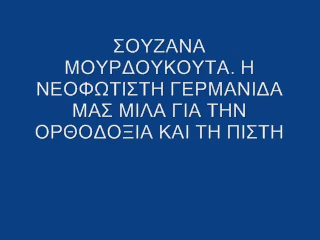 ΣΟΥΖΑΝΑ
ΜΟΥΡΔΟΥΚΟΥΤΑ. Η
ΝΕΟΦΩΤΙΣΤΗ ΓΕΡΜΑΝΙΔΑ
ΜΑΣ ΜΙΛΑ ΓΙΑ ΤΗΝ
ΟΡΘΟΔΟΞΙΑ ΚΑΙ ΤΗ ΠΙΣΤΗ